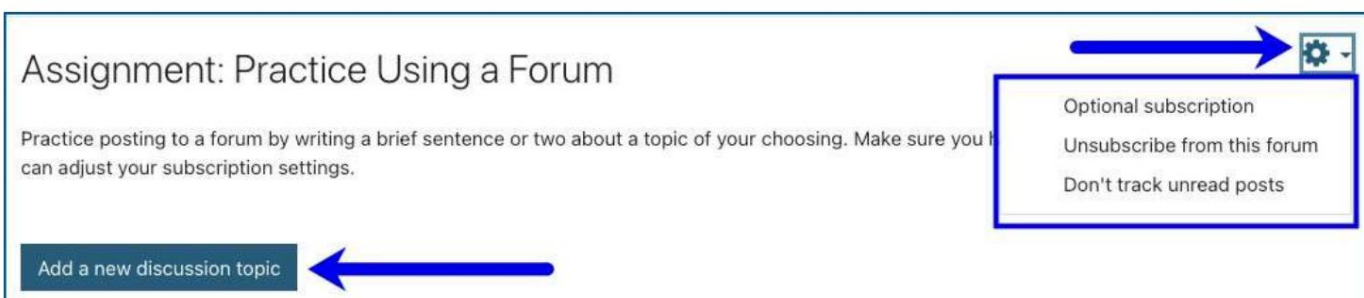 Assignment: Practice Using a Forum
Optional subscription
Unsubscribe from this forum
Don't track unread posts
Practice posting to a forum by writing a brief sentence or two about a topic of your choosing. Make sure you
can adjust your subscription settings.
Add a new discussion topic